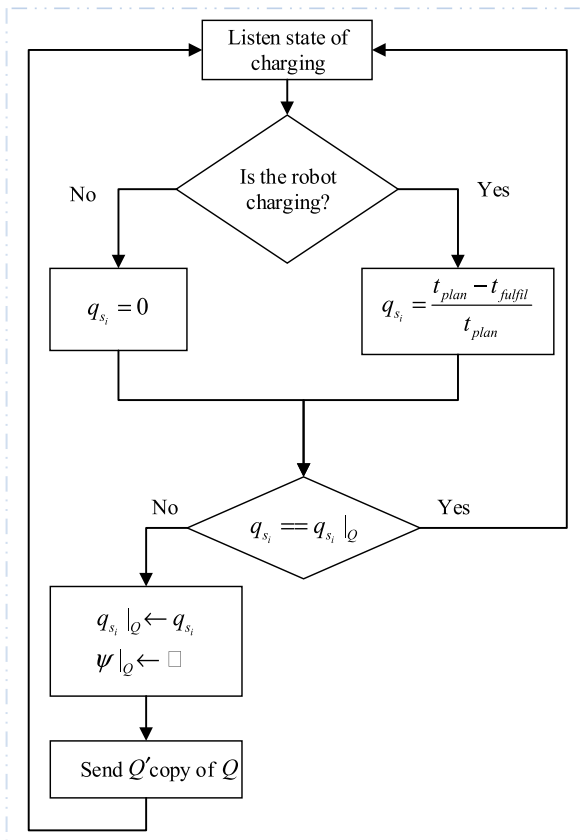 Listen state of
charging
Is the robot
charging?
No
Yes
q_{s_i} = 0
q_{s_i} = \frac{t_{plan} - t_{fulfil}}{t_{plan}}
No
Yes
q_{s_i} == q_{s_i} |_Q
q_{s_i} |_Q ← q_{s_i}
ψ |_Q ← □
Send Q′copy of Q